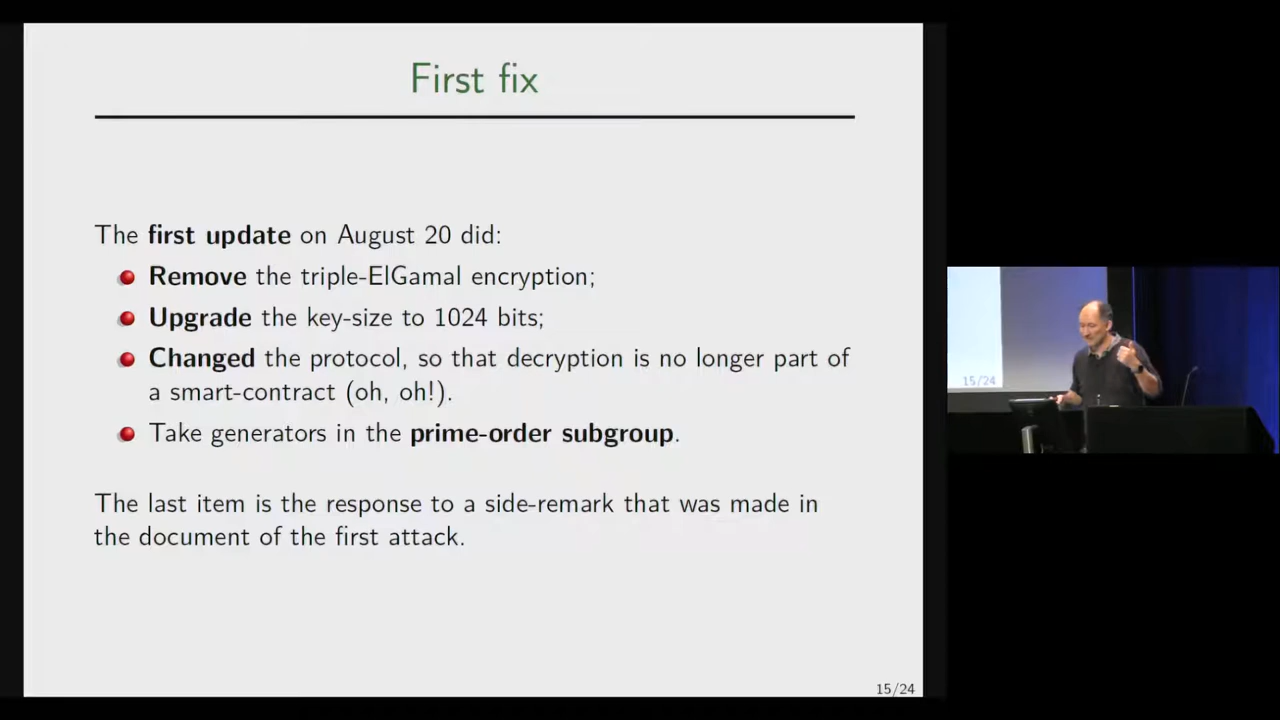 First fix
The first update on August 20 did:
Remove the triple-ElGamal encryption;
Upgrade the key-size to 1024 bits;
Changed the protocol, so that decryption is no longer part of
a smart-contract (oh, oh!).
Take generators in the prime-order subgroup.
The last item is the response to a side-remark that was made in
the document of the first attack.
15/24
15/24